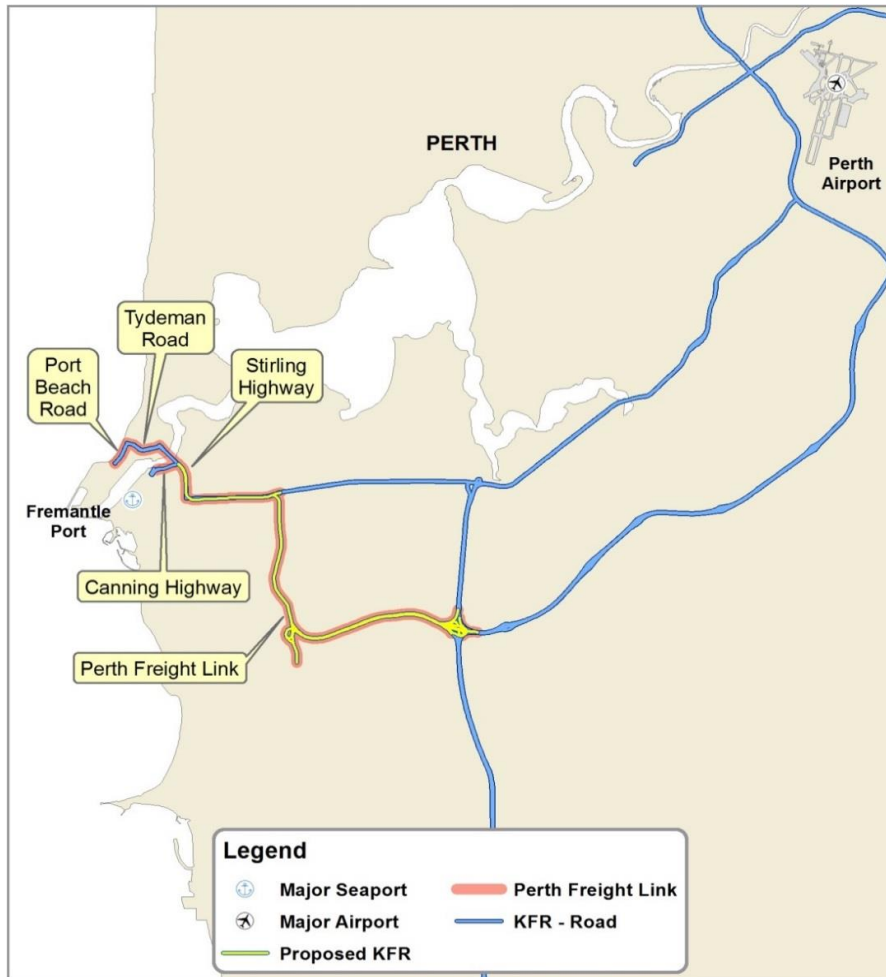 PERTH
Perth
Airport
Tydeman
Road
Port
Beach
Road
Stirling
Highway
Fremantle
Port
Canning Highway
Perth Freight Link
Legend
Major Seaport
Perth Freight Link
Major Airport
KFR - Road
Proposed KFR